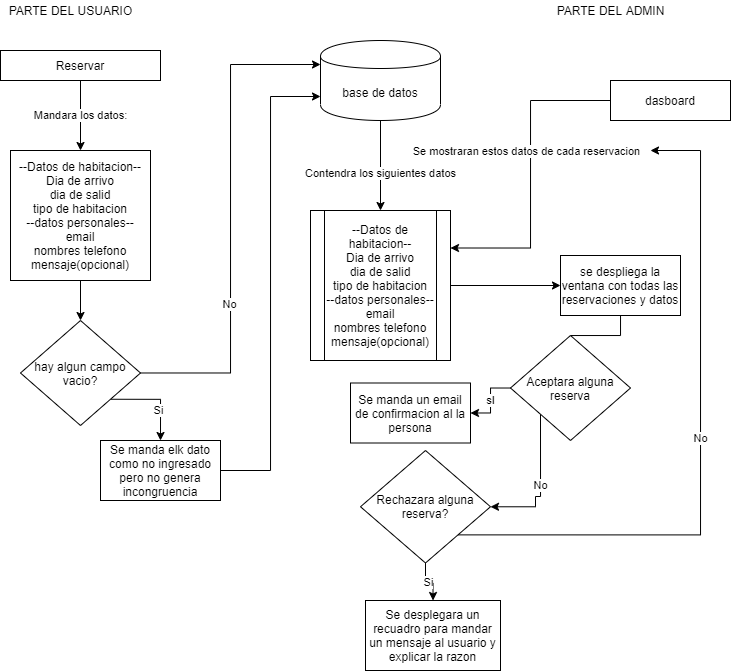 PARTE DEL USUARIO
PARTE DEL ADMIN
Reservar
Mandara los datos:
--Datos de habitacion--
Dia de arrivo
dia de salid
tipo de habitacion
--datos personales--
email
nombres telefono
mensaje(opcional)
hay algun campo
vacio?
No
Si
Se manda elk dato
como no ingresado
pero no genera
incongruencia
base de datos
Contendra los siguientes datos
--Datos de
habitacion--
Dia de arrivo
dia de salid
tipo de habitacion
--datos personales--
email
nombres telefono
mensaje(opcional)
dasboard
Se mostraran estos datos de cada reservacion
se despliega la
ventana con todas las
reservaciones y datos
Aceptara alguna
reserva
sI
Se manda un email
de confirmacion al la
persona
No
Rechazara alguna
reserva?
No
Si
Se desplegara un
recuadro para mandar
un mensaje al usuario y
explicar la razon